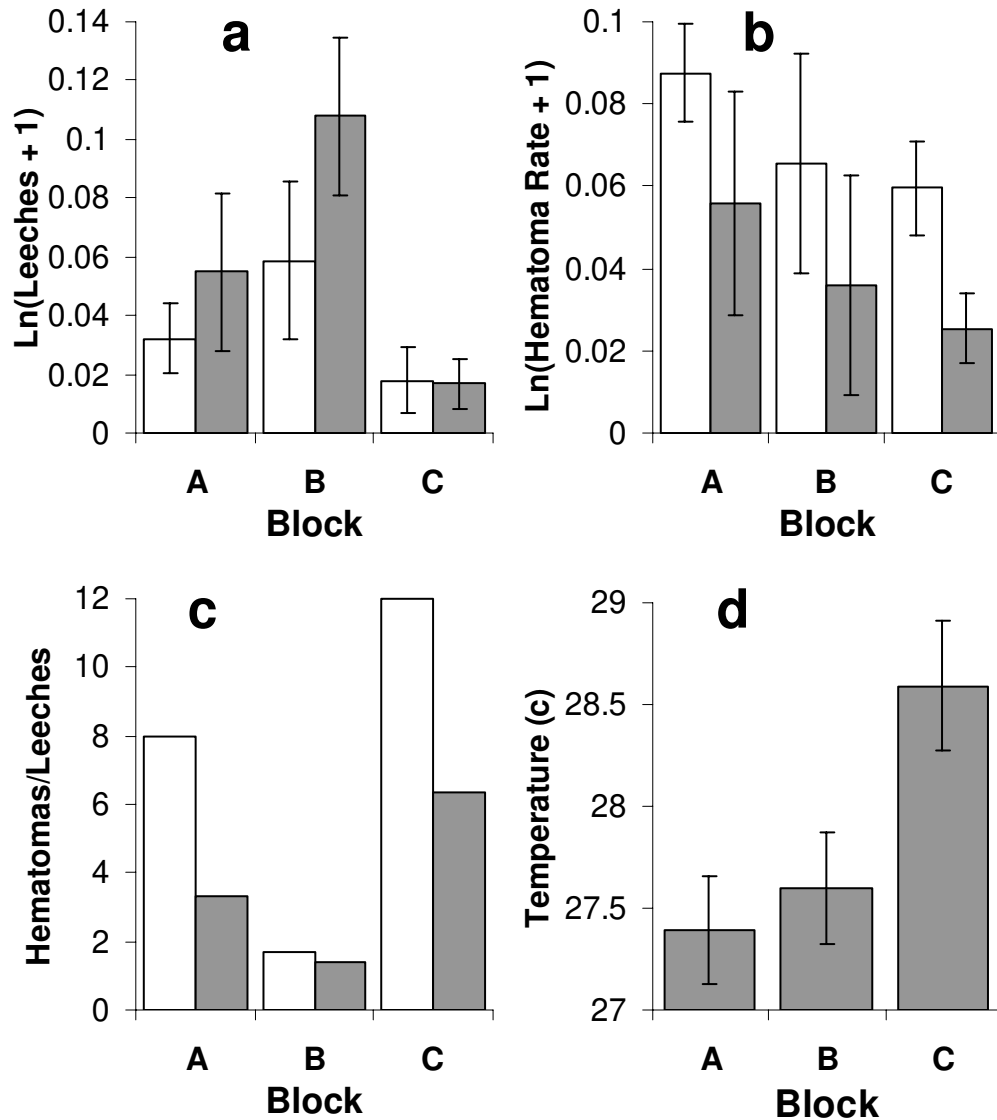 a
Ln(Leeches + 1)
0.14
0.12
0.1
0.08
0.06
0.04
0.02
0
A B C
Block
b
Ln(Hematoma Rate + 1)
0.1
0.08
0.06
0.04
0.02
0
A B C
Block
c
Hematomas/Leeches
12
10
8
6
4
2
0
A B C
Block
d
Temperature (c)
29
28.5
28
27.5
27
A B C
Block